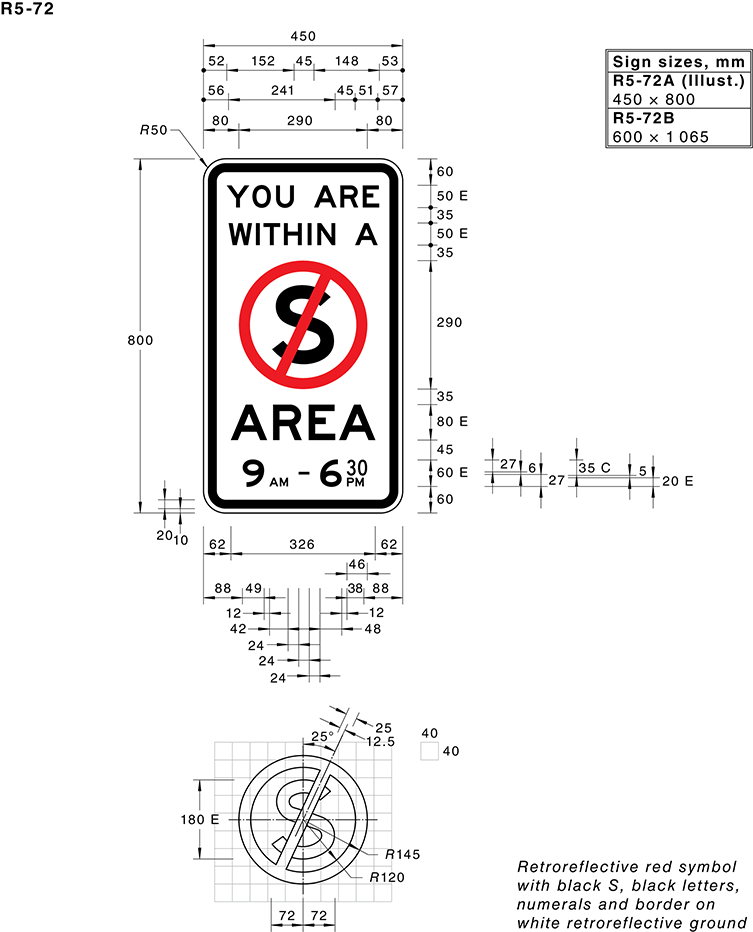 R5-72
450
52 152 45 148 53
56 241 45 51 57
80 290 80
R50
Sign sizes, mm
R5-72A (Illust.)
450 × 800
R5-72B
600 × 1 065
YOU ARE
WITHIN A
S
AREA
9 AM – 6 30 PM
800
60
50 E
35
50 E
35
290
35
80 E
45
60 E
60
27 6 27
35 C 5 20 E
20 10
62 326 62
46
88 49 38 88
12 12
42 48
24
24
24
25
12.5
25°
40
40
180 E
S
R145
R120
72 72
Retroreflective red symbol
with black S, black letters,
numerals and border on
white retroreflective ground